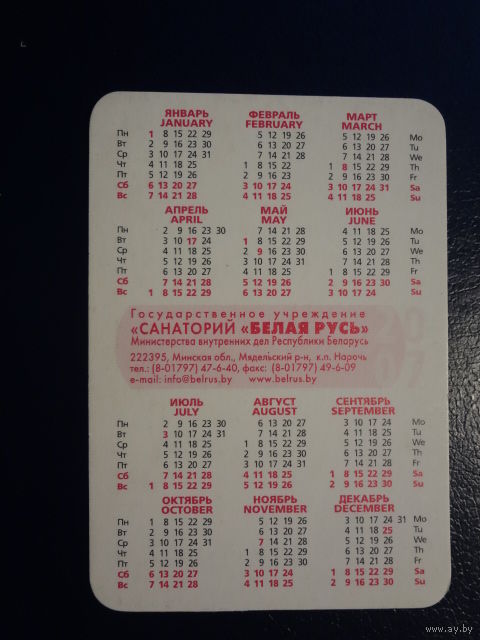 ЯНВАРЬ ФЕВРАЛЬ МАРТ
JANUARY FEBRUARY MARCH
Пн 1 8 15 22 29 5 12 19 26 5 12 19 26 Mo
Вт 2 9 16 23 30 6 13 20 27 6 13 20 27 Tu
Ср 3 10 17 24 31 7 14 21 28 7 14 21 28 We
Чт 4 11 18 25 1 8 15 22 1 8 15 22 29 Th
Пт 5 12 19 26 2 9 16 23 2 9 16 23 30 Fr
Сб 6 13 20 27 3 10 17 24 3 10 17 24 31 Sa
Вс 7 14 21 28 4 11 18 25 4 11 18 25 Su
АПРЕЛЬ МАЙ ИЮНЬ
APRIL MAY JUNE
Пн 2 9 16 23 30 7 14 21 28 4 11 18 25 Mo
Вт 3 10 17 24 1 8 15 22 29 5 12 19 26 Tu
Ср 4 11 18 25 2 9 16 23 30 6 13 20 27 We
Чт 5 12 19 26 3 10 17 24 31 7 14 21 28 Th
Пт 6 13 20 27 4 11 18 25 1 8 15 22 29 Fr
Сб 7 14 21 28 5 12 19 26 2 9 16 23 30 Sa
Вс 1 8 15 22 29 6 13 20 27 3 10 17 24 Su
Государственное учреждение
«САНАТОРИЙ «БЕЛАЯ РУСЬ»
Министерства внутренних дел Республики Беларусь
2007
222395, Минская обл., Мядельский р-н, к.п. Нарочь
тел.: (8-01797) 47-6-40, факс: (8-01797) 49-6-09
e-mail: info@belrus.by www.belrus.by
ИЮЛЬ АВГУСТ СЕНТЯБРЬ
JULY AUGUST SEPTEMBER
Пн 2 9 16 23 30 6 13 20 27 3 10 17 24 Mo
Вт 3 10 17 24 31 7 14 21 28 4 11 18 25 Tu
Ср 4 11 18 25 1 8 15 22 29 5 12 19 26 We
Чт 5 12 19 26 2 9 16 23 30 6 13 20 27 Th
Пт 6 13 20 27 3 10 17 24 31 7 14 21 28 Fr
Сб 7 14 21 28 4 11 18 25 1 8 15 22 29 Sa
Вс 1 8 15 22 29 5 12 19 26 2 9 16 23 30 Su
ОКТЯБРЬ НОЯБРЬ ДЕКАБРЬ
OCTOBER NOVEMBER DECEMBER
Пн 1 8 15 22 29 5 12 19 26 3 10 17 24 31 Mo
Вт 2 9 16 23 30 6 13 20 27 4 11 18 25 Tu
Ср 3 10 17 24 31 7 14 21 28 5 12 19 26 We
Чт 4 11 18 25 1 8 15 22 29 6 13 20 27 Th
Пт 5 12 19 26 2 9 16 23 30 7 14 21 28 Fr
Сб 6 13 20 27 3 10 17 24 1 8 15 22 29 Sa
Вс 7 14 21 28 4 11 18 25 2 9 16 23 30 Su
www.ay.by